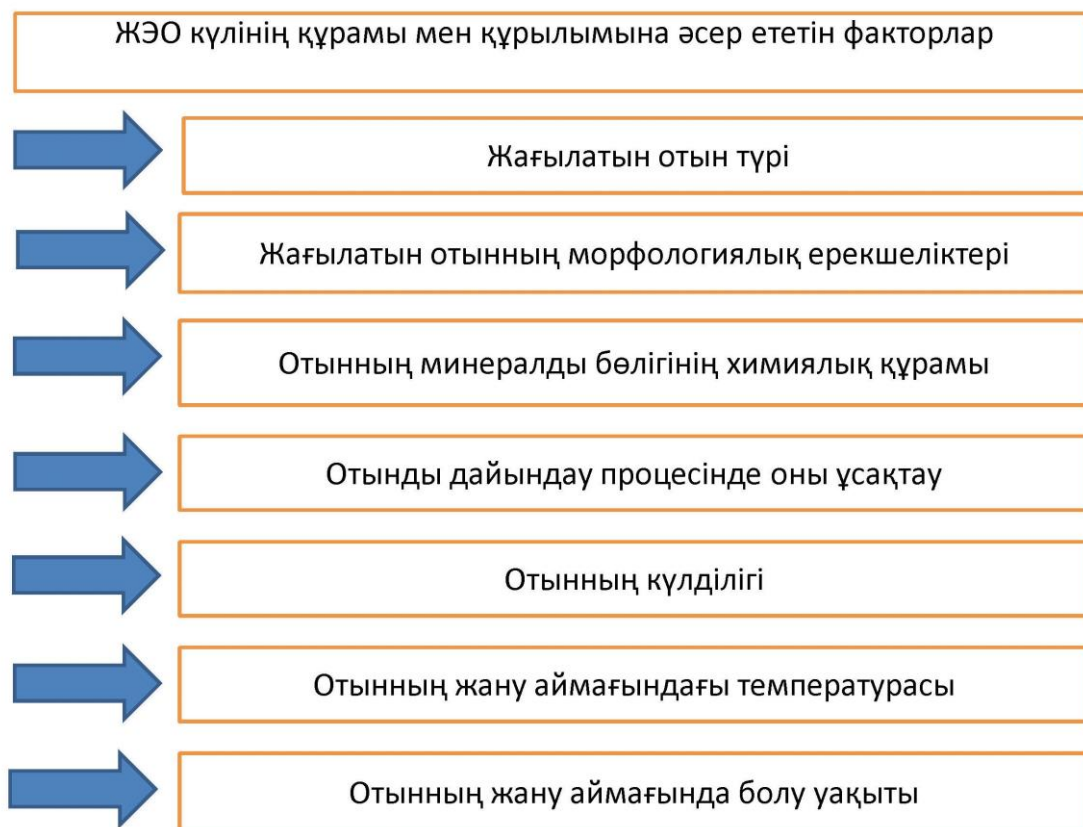 ЖЭО күлінің құрамы мен құрылымына әсер ететін факторлар
Жағылатын отын түрі
Жағылатын отынның морфологиялық ерекшеліктері
Отынның минералды бөлігінің химиялық құрамы
Отынды дайындау процесінде оны ұсақтау
Отынның күлділігі
Отынның жану аймағындағы температурасы
Отынның жану аймағында болу уақыты